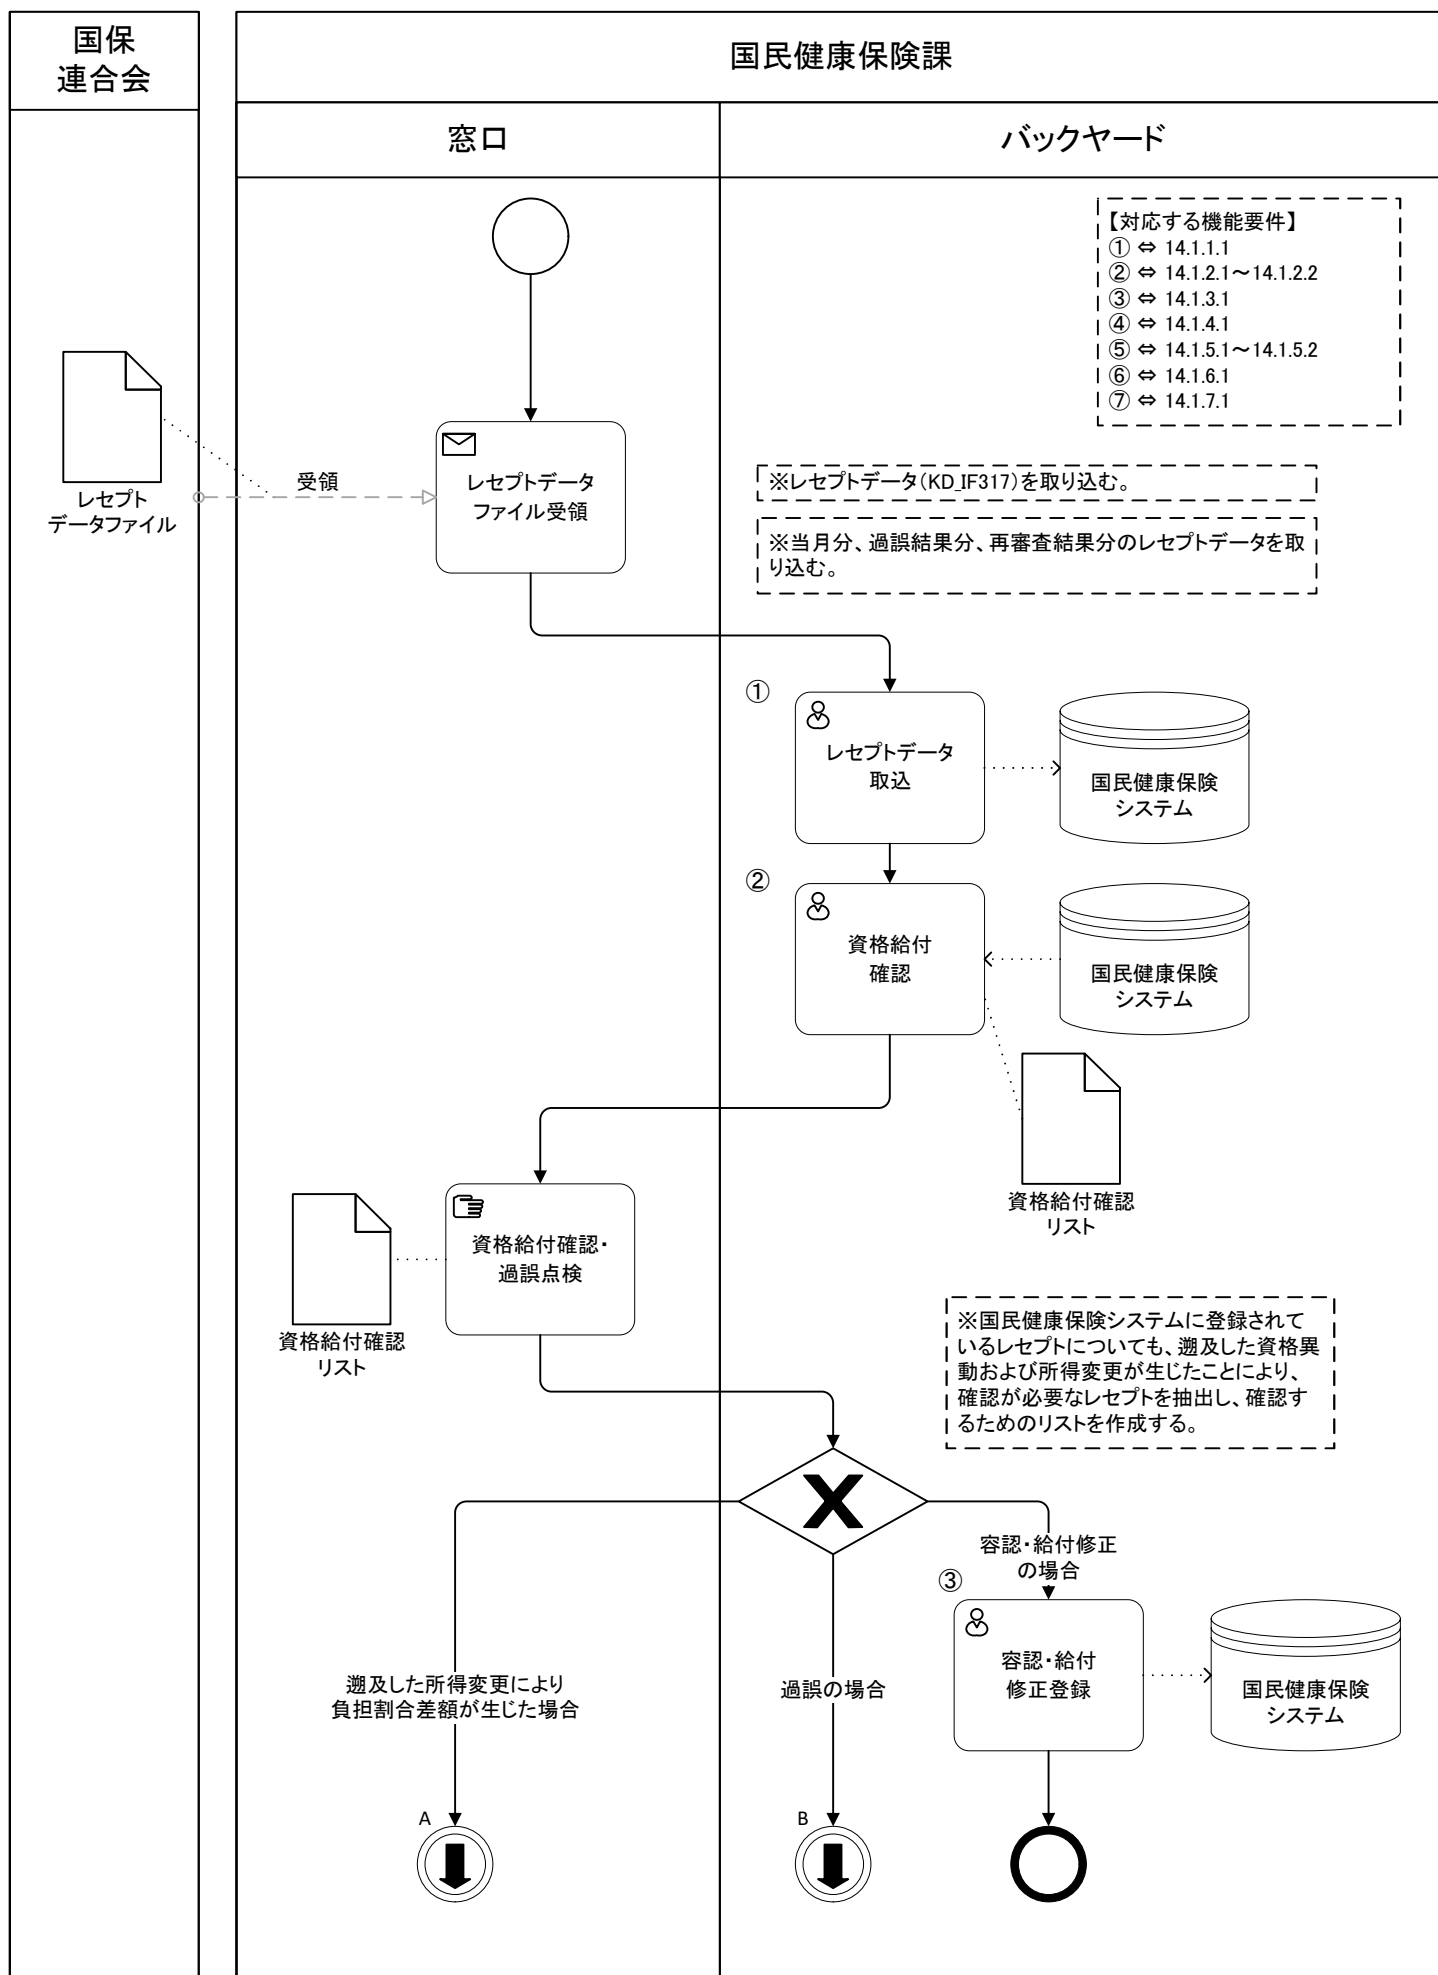 国保
連合会
国民健康保険課
窓口
バックヤード
【対応する機能要件】
① ⇔ 14.1.1.1
② ⇔ 14.1.2.1～14.1.2.2
③ ⇔ 14.1.3.1
④ ⇔ 14.1.4.1
⑤ ⇔ 14.1.5.1～14.1.5.2
⑥ ⇔ 14.1.6.1
⑦ ⇔ 14.1.7.1
レセプト
データファイル
受領
レセプトデータ
ファイル受領
※レセプトデータ(KD_IF317)を取り込む。
※当月分、過誤結果分、再審査結果分のレセプトデータを取
り込む。
①
レセプトデータ
取込
国民健康保険
システム
②
資格給付
確認
国民健康保険
システム
資格給付確認
リスト
資格給付確認・
過誤点検
資格給付確認
リスト
※国民健康保険システムに登録されて
いるレセプトについても、遡及した資格異
動および所得変更が生じたことにより、
確認が必要なレセプトを抽出し、確認す
るためのリストを作成する。
容認・給付修正
の場合
③
容認・給付
修正登録
国民健康保険
システム
遡及した所得変更により
負担割合差額が生じた場合
過誤の場合
A
B